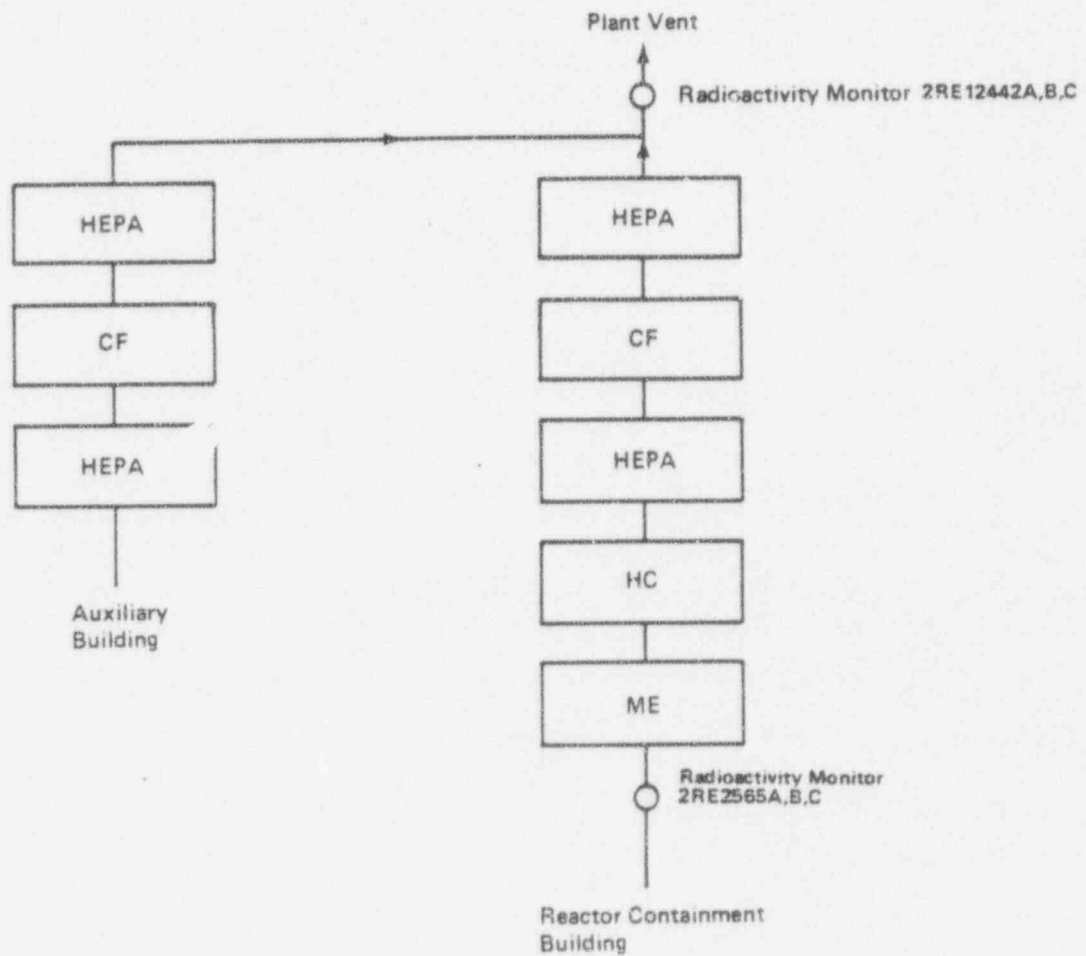 Plant Vent
Radioactivity Monitor 2RE12442A,B,C
HEPA
HEPA
CF
CF
HEPA
HEPA
HC
Auxiliary
Building
ME
Radioactivity Monitor
2RE2565A,B,C
Reactor Containment
Building